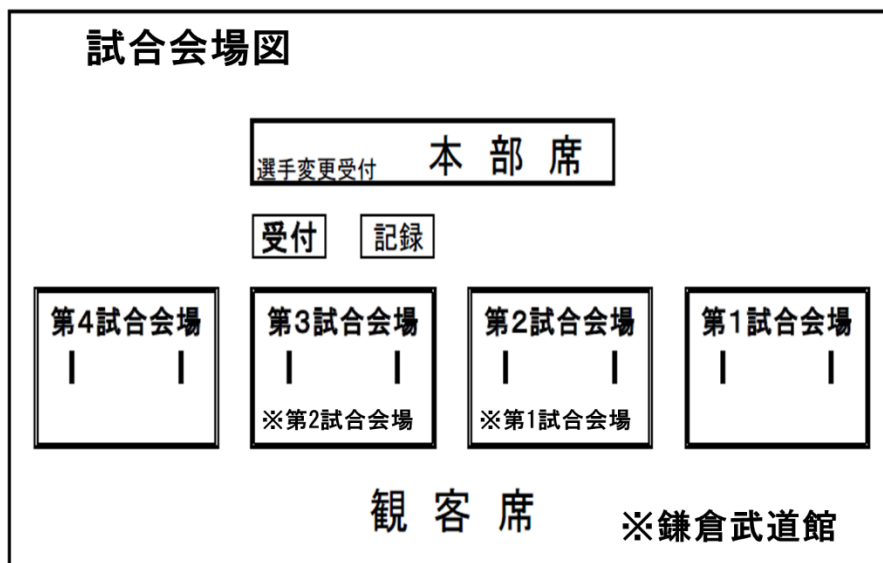 試合会場図
選手変更受付 本部席
受付 記録
第4試合会場 第3試合会場 第2試合会場 第1試合会場
※第2試合会場 ※第1試合会場
観客席
※鎌倉武道館